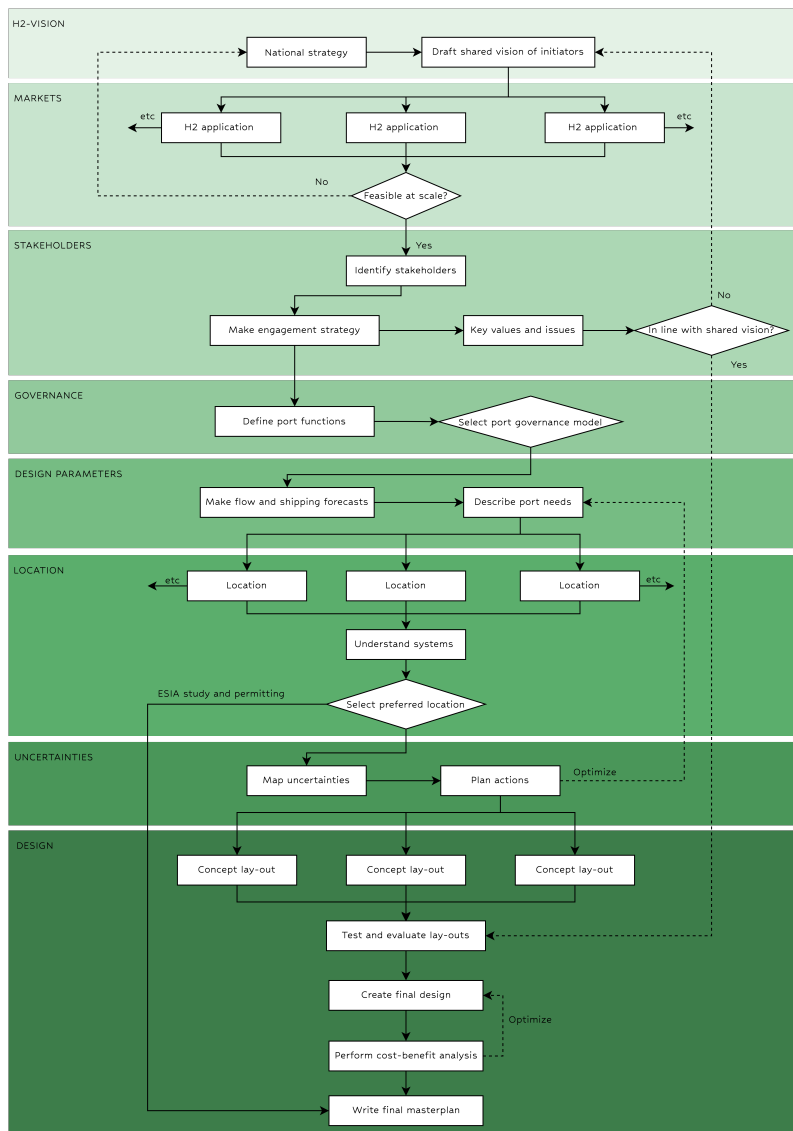 H2-VISION
National strategy
Draft shared vision of initiators
MARKETS
etc
H2 application
H2 application
H2 application
etc
No
Feasible at scale?
Yes
STAKEHOLDERS
Identify stakeholders
No
Make engagement strategy
Key values and issues
In line with shared vision?
Yes
GOVERNANCE
Define port functions
Select port governance model
DESIGN PARAMETERS
Make flow and shipping forecasts
Describe port needs
LOCATION
etc
Location
Location
Location
etc
Understand systems
ESIA study and permitting
Select preferred location
UNCERTAINTIES
Map uncertainties
Plan actions
Optimize
DESIGN
Concept lay-out
Concept lay-out
Concept lay-out
Test and evaluate lay-outs
Create final design
Optimize
Perform cost-benefit analysis
Write final masterplan